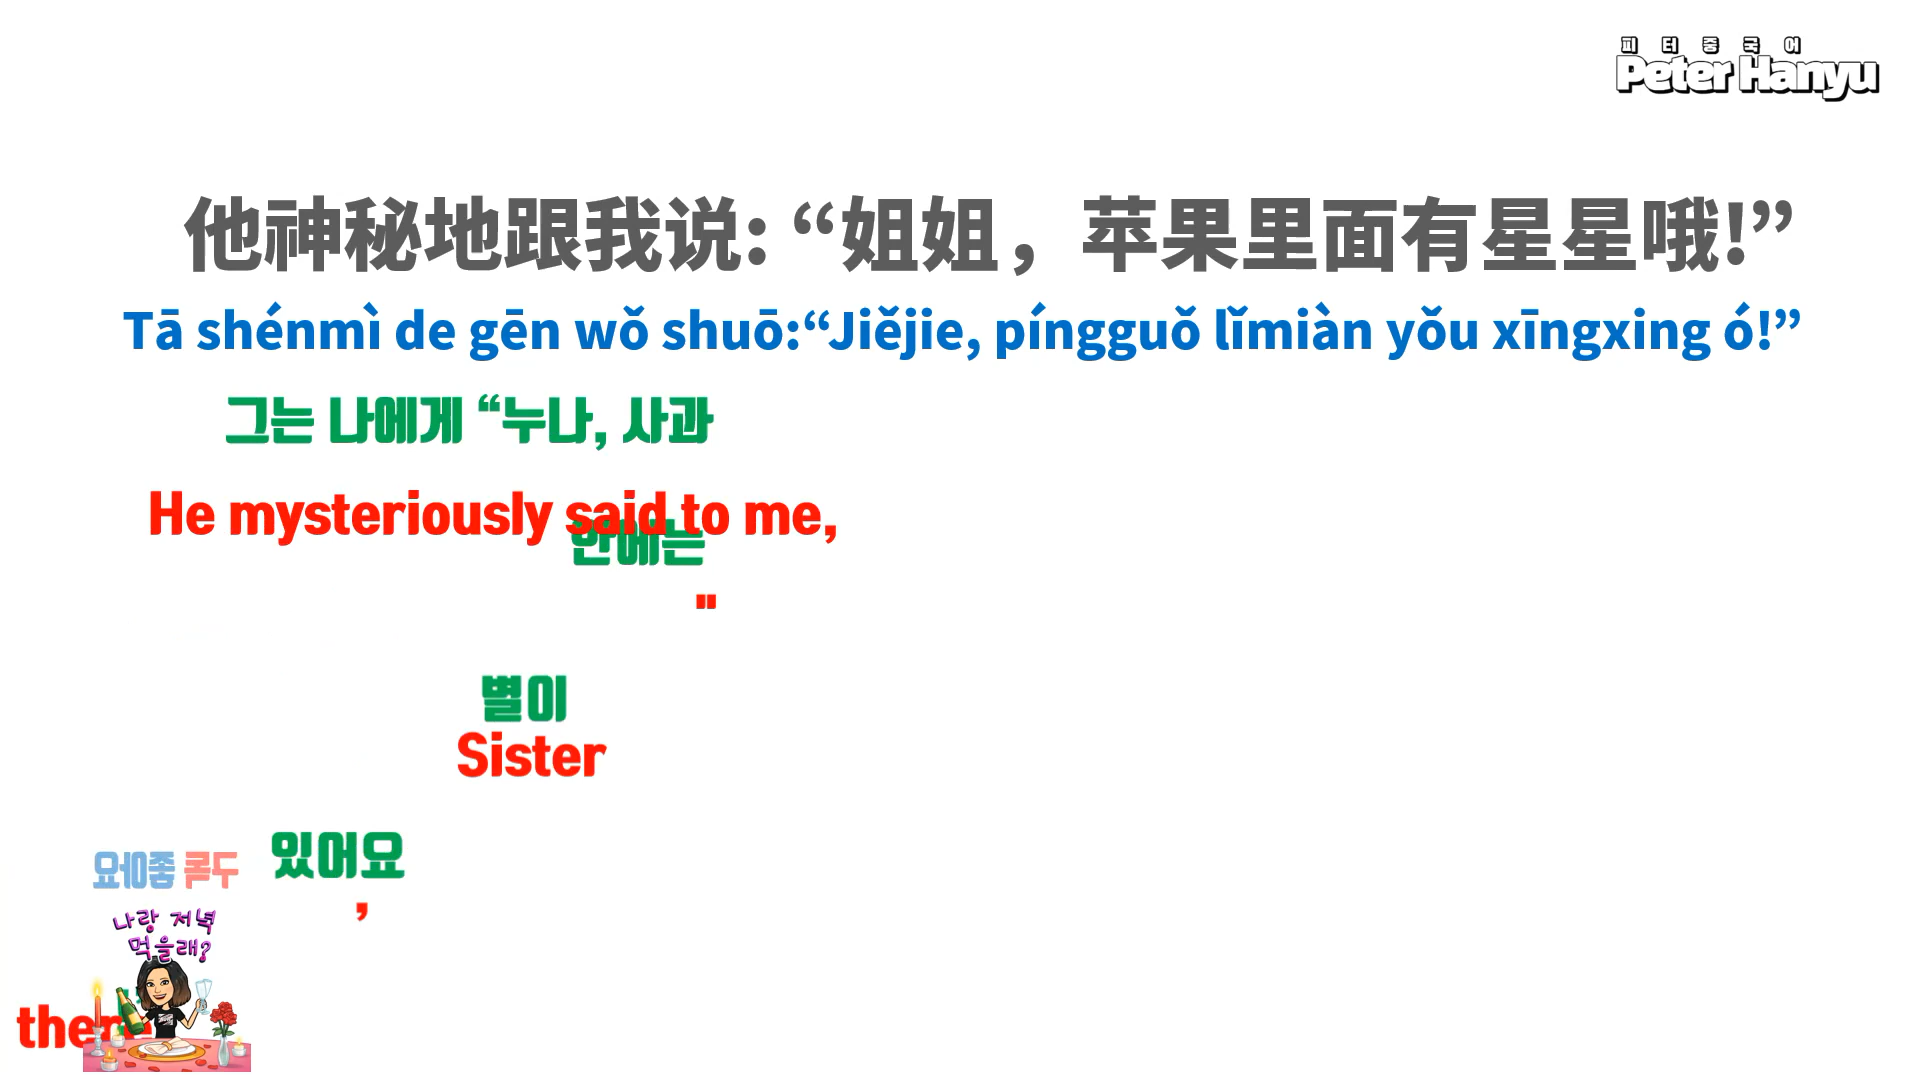 피터중국어
Peter Hanyu
他神秘地跟我说: “姐姐，苹果里面有星星哦!”
Tā shénmì de gēn wǒ shuō:“Jiějie, píngguǒ lǐmiàn yǒu xīngxing ó!”
그는 나에게 “누나, 사과
He mysteriously said to me,
안에는
"
별이
Sister
있어요
,
나랑 저녁
먹을래?
there